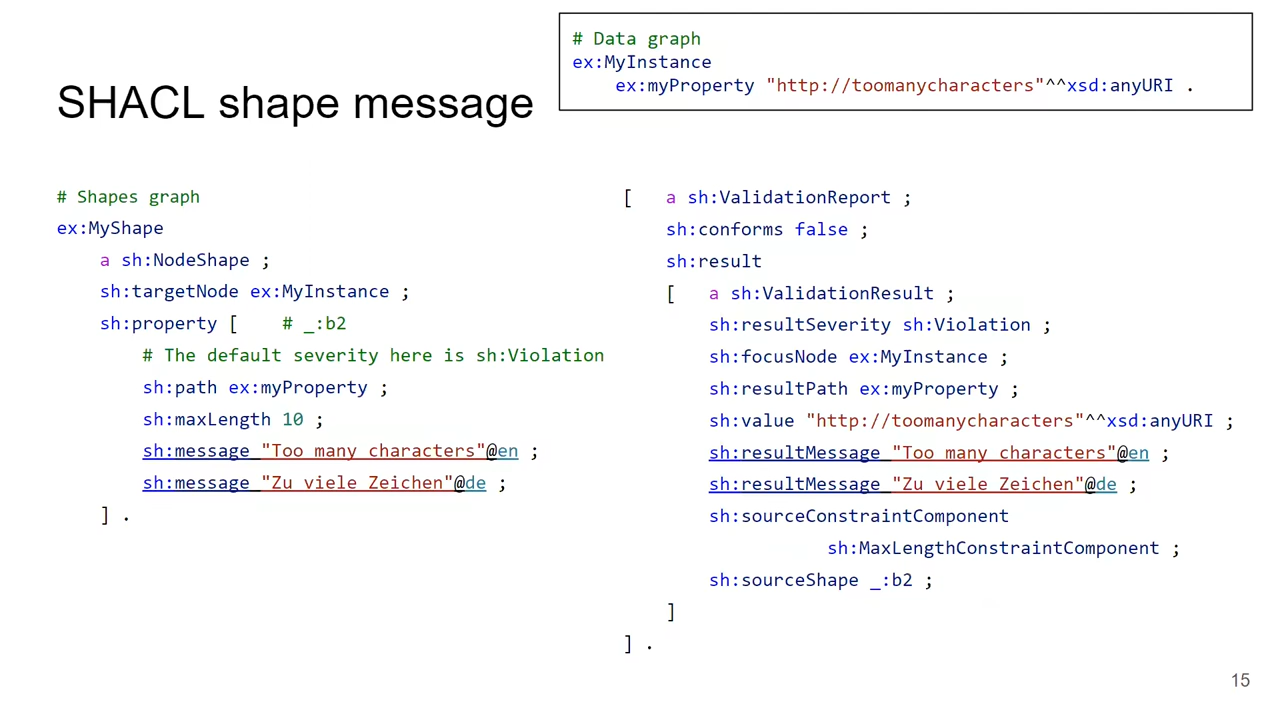 SHACL shape message
# Data graph
ex:MyInstance
    ex:myProperty "http://toomanycharacters"^^xsd:anyURI .
# Shapes graph
ex:MyShape
    a sh:NodeShape ;
    sh:targetNode ex:MyInstance ;
    sh:property [    # _:b2
        # The default severity here is sh:Violation
        sh:path ex:myProperty ;
        sh:maxLength 10 ;
        sh:message "Too many characters"@en ;
        sh:message "Zu viele Zeichen"@de ;
    ] .
[   a sh:ValidationReport ;
    sh:conforms false ;
    sh:result
    [   a sh:ValidationResult ;
        sh:resultSeverity sh:Violation ;
        sh:focusNode ex:MyInstance ;
        sh:resultPath ex:myProperty ;
        sh:value "http://toomanycharacters"^^xsd:anyURI ;
        sh:resultMessage "Too many characters"@en ;
        sh:resultMessage "Zu viele Zeichen"@de ;
        sh:sourceConstraintComponent
                   sh:MaxLengthConstraintComponent ;
        sh:sourceShape _:b2 ;
    ]
] .
15